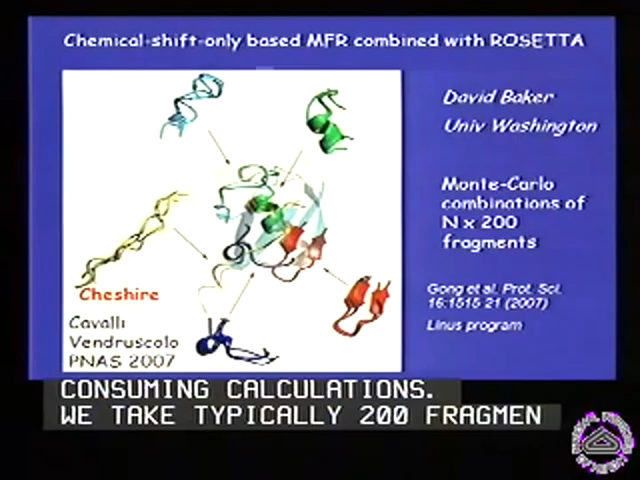 Chemical-shift-only based MFR combined with ROSETTA
David Baker
Univ Washington
Monte-Carlo
combinations of
N x 200
fragments
Gong et al. Prot. Sci.
16:1515 21 (2007)
Linus program
Cheshire
Cavalli
Vendruscolo
PNAS 2007
CONSUMING CALCULATIONS.
WE TAKE TYPICALLY 200 FRAGMEN